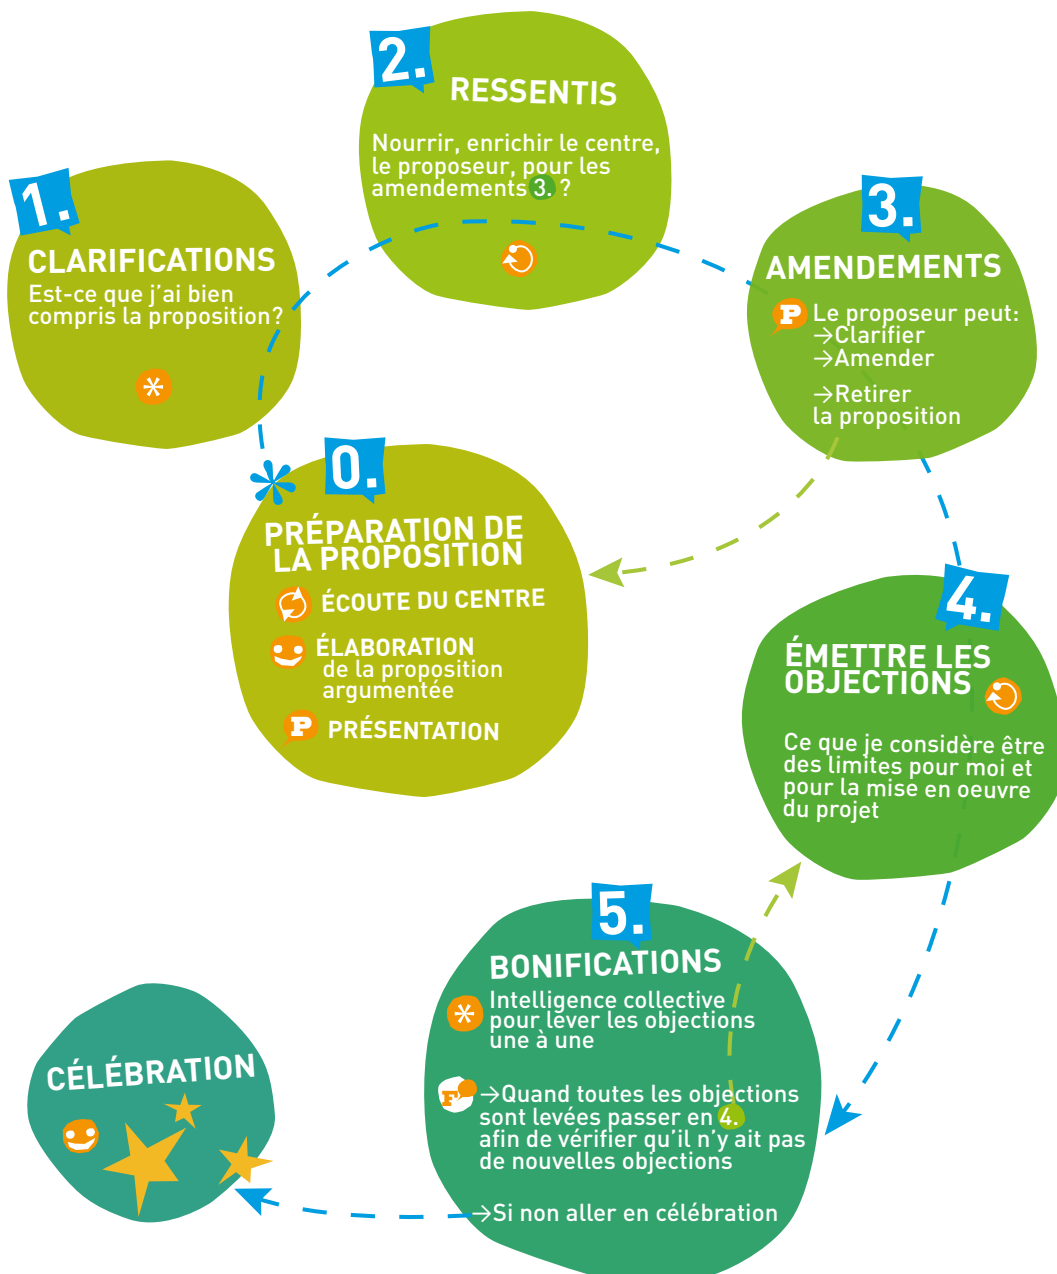 0.
PRÉPARATION DE
LA PROPOSITION
ÉCOUTE DU CENTRE
ÉLABORATION
de la proposition
argumentée
P
PRÉSENTATION
1.
CLARIFICATIONS
Est-ce que j’ai bien
compris la proposition?
*
2.
RESSENTIS
Nourrir, enrichir le centre,
le proposeur, pour les
amendements 3. ?
3.
AMENDEMENTS
P
Le proposeur peut:
→Clarifier
→Amender
→Retirer
la proposition
4.
ÉMETTRE LES
OBJECTIONS
Ce que je considère être
des limites pour moi et
pour la mise en oeuvre
du projet
5.
BONIFICATIONS
* Intelligence collective
pour lever les objections
une à une
F
→Quand toutes les objections
sont levées passer en 4.
afin de vérifier qu’il n’y ait pas
de nouvelles objections
→Si non aller en célébration
CÉLÉBRATION